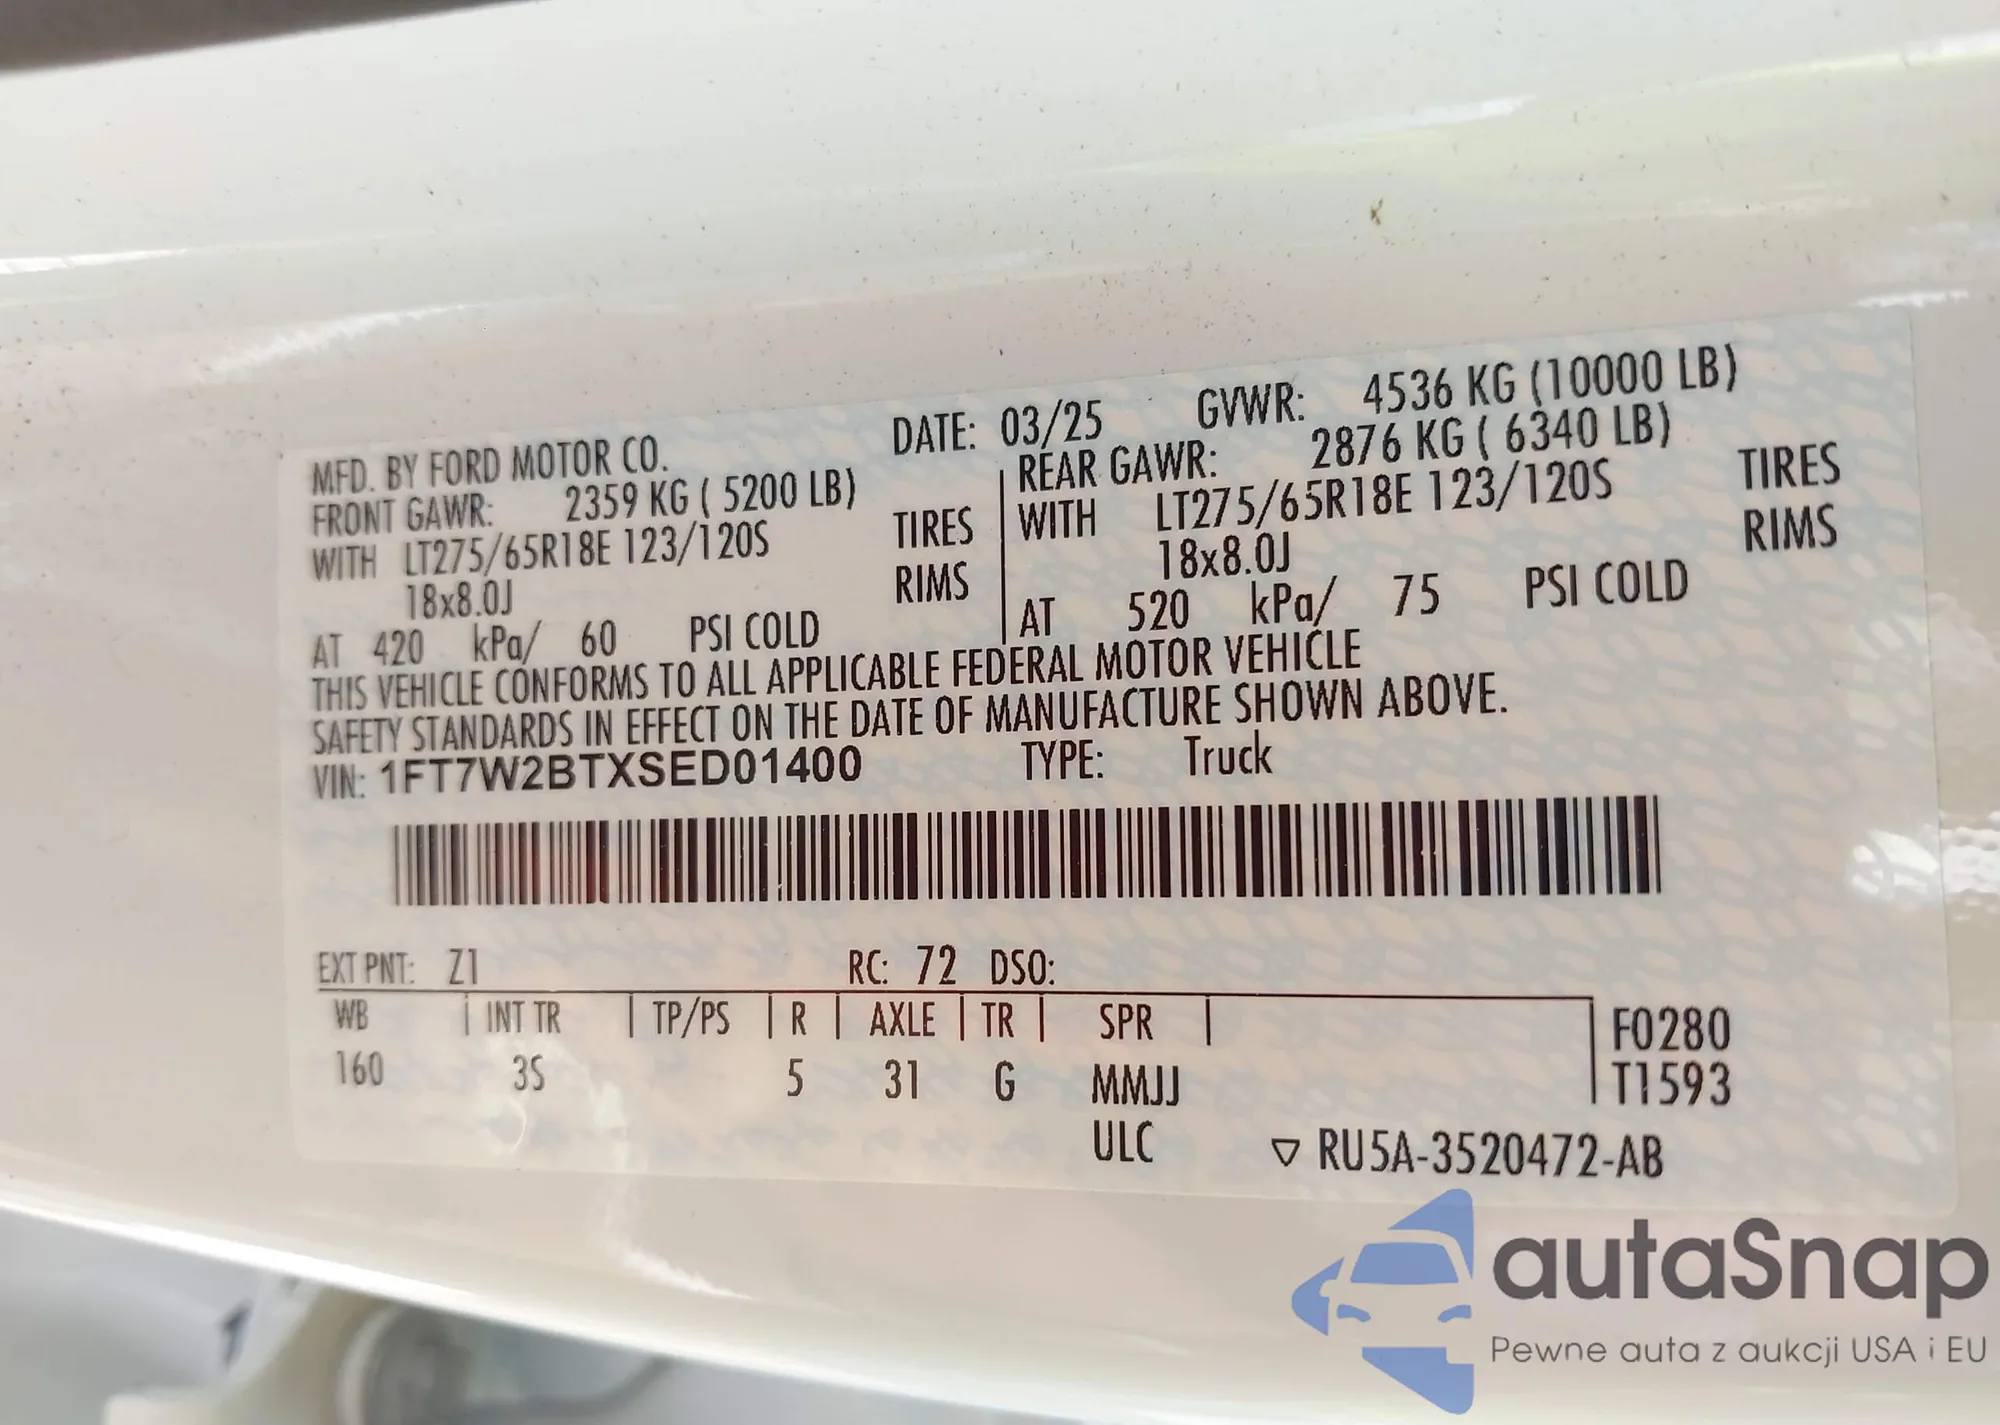 MFD. BY FORD MOTOR CO. DATE: 03/25 GVWR: 4536 KG (10000 LB)
FRONT GAWR: 2359 KG ( 5200 LB)
WITH LT275/65R18E 123/120S TIRES
18x8.0J RIMS
AT 420 kPa/ 60 PSI COLD
REAR GAWR: 2876 KG ( 6340 LB)
WITH LT275/65R18E 123/120S TIRES
18x8.0J RIMS
AT 520 kPa/ 75 PSI COLD
THIS VEHICLE CONFORMS TO ALL APPLICABLE FEDERAL MOTOR VEHICLE
SAFETY STANDARDS IN EFFECT ON THE DATE OF MANUFACTURE SHOWN ABOVE.
VIN: 1FT7W2BTXSED01400 TYPE: Truck
EXT PNT: Z1 RC: 72 DSO:
WB | INT TR | TP/PS | R | AXLE | TR | SPR |
160 3S 5 31 G MMJJ
ULC
F0280
T1593
▽ RU5A-3520472-AB
autaSnap
Pewne auta z aukcji USA i EU